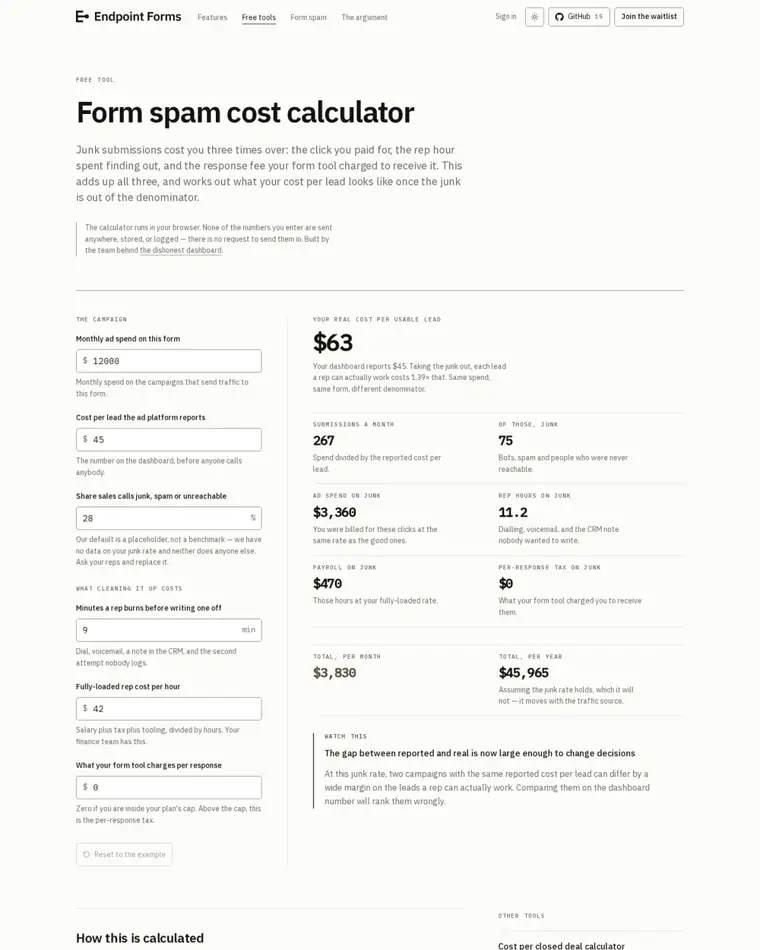 Endpoint Forms
Features
Free tools
Form spam
The argument
Sign in
GitHub 15
Join the waitlist
FREE TOOL
Form spam cost calculator
Junk submissions cost you three times over: the click you paid for, the rep hour
spent finding out, and the response fee your form tool charged to receive it. This
adds up all three, and works out what your cost per lead looks like once the junk
is out of the denominator.
The calculator runs in your browser. None of the numbers you enter are sent
anywhere, stored, or logged — there is no request to send them in. Built by
the team behind the dishonest dashboard.
THE CAMPAIGN
Monthly ad spend on this form
$ 12000
Monthly spend on the campaigns that send traffic to
this form.
Cost per lead the ad platform reports
$ 45
The number on the dashboard, before anyone calls
anybody.
Share sales calls junk, spam or unreachable
28 %
Our default is a placeholder, not a benchmark — we have
no data on your junk rate and neither does anyone else.
Ask your reps and replace it.
WHAT CLEANING IT UP COSTS
Minutes a rep burns before writing one off
9 min
Dial, voicemail, a note in the CRM, and the second
attempt nobody logs.
Fully-loaded rep cost per hour
$ 42
Salary plus tax plus tooling, divided by hours. Your
finance team has this.
What your form tool charges per response
$ 0
Zero if you are inside your plan's cap. Above the cap, this
is the per-response tax.
Reset to the example
YOUR REAL COST PER USABLE LEAD
$63
Your dashboard reports $45. Taking the junk out, each lead
a rep can actually work costs 1.39× that. Same spend,
same form, different denominator.
SUBMISSIONS A MONTH
267
Spend divided by the reported cost per
lead.
OF THOSE, JUNK
75
Bots, spam and people who were never
reachable.
AD SPEND ON JUNK
$3,360
You were billed for these clicks at the
same rate as the good ones.
REP HOURS ON JUNK
11.2
Dialling, voicemail, and the CRM note
nobody wanted to write.
PAYROLL ON JUNK
$470
Those hours at your fully-loaded rate.
PER-RESPONSE TAX ON JUNK
$0
What your form tool charged you to receive
them.
TOTAL, PER MONTH
$3,830
TOTAL, PER YEAR
$45,965
Assuming the junk rate holds, which it will
not — it moves with the traffic source.
WATCH THIS
The gap between reported and real is now large enough to change decisions
At this junk rate, two campaigns with the same reported cost per lead can differ by a
wide margin on the leads a rep can actually work. Comparing them on the dashboard
number will rank them wrongly.
How this is calculated
OTHER TOOLS
Cost per closed deal calculator